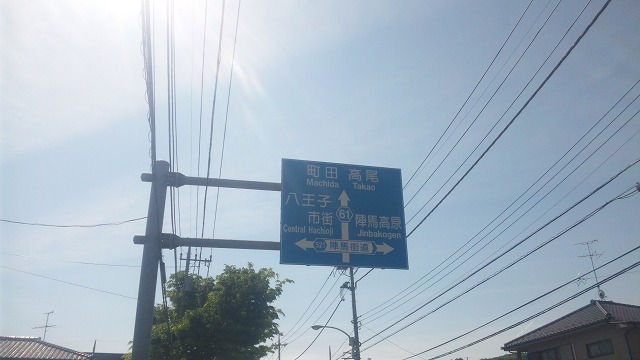 町田 高尾
Machida Takao
八王子
市街
Central Hachioji
61
陣馬高原
Jinbakogen
521 陣馬街道